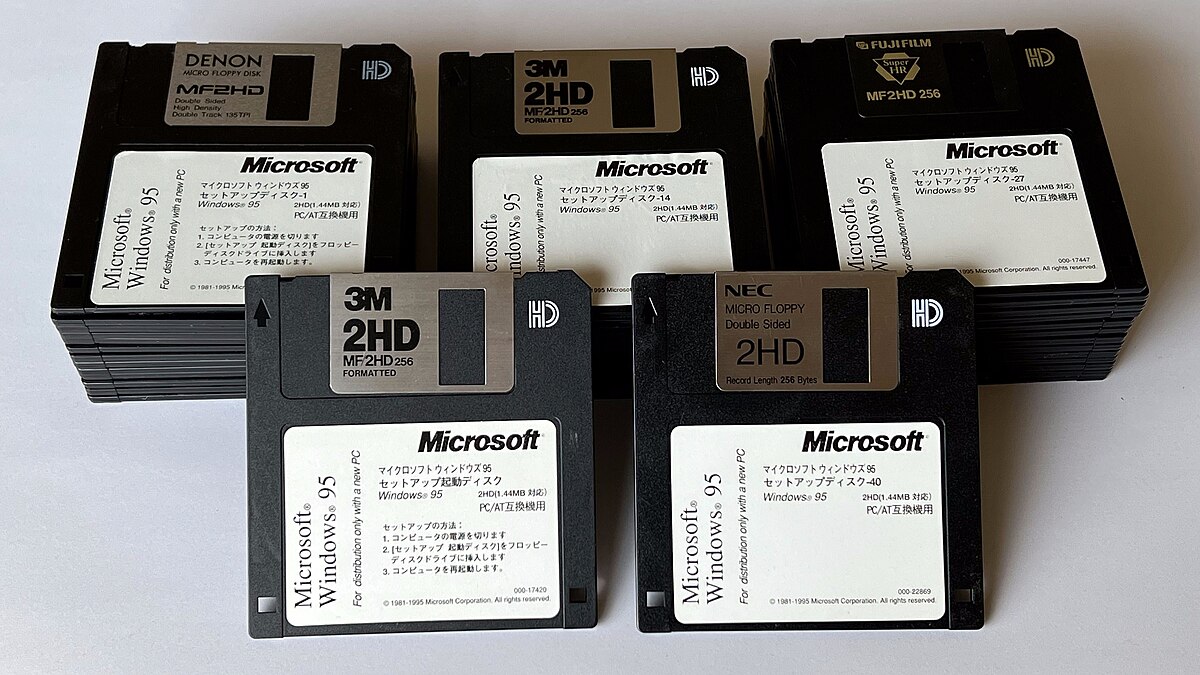 DENON
MICRO FLOPPY DISK
MF2HD
Double Sided
High Density
Double Track 135TPI
HD
Microsoft®
マイクロソフト ウィンドウズ 95
セットアップディスク-1
Windows® 95
2HD(1.44MB 対応)
PC/AT互換機用
セットアップの方法：
1. コンピュータの電源を切ります
2. [セットアップ 起動ディスク]をフロッピー
ディスクドライブに挿入します
3. コンピュータを再起動します。
© 1981-1995
Microsoft®
Windows® 95
For distribution only with a new PC
3M
2HD
MF/2HD 256
FORMATTED
HD
Microsoft®
マイクロソフト ウィンドウズ 95
セットアップディスク-14
Windows® 95
2HD(1.44MB 対応)
PC/AT互換機用
1995 Microsoft Corporation. All rights reserved.
distribution only with a new PC
FUJI FILM
Super
HR
MF2HD 256
HD
Microsoft®
マイクロソフト ウィンドウズ 95
セットアップディスク-27
Windows® 95
2HD(1.44MB 対応)
PC/AT互換機用
000-17447
1995 Microsoft Corporation. All rights reserved.
Microsoft®
Windows® 95
For distribution only with a new PC
3M
2HD
MF/2HD 256
FORMATTED
HD
Microsoft®
マイクロソフト ウィンドウズ 95
セットアップ起動ディスク
Windows® 95
2HD(1.44MB 対応)
PC/AT互換機用
セットアップの方法：
1. コンピュータの電源を切ります
2. [セットアップ 起動ディスク]をフロッピー
ディスクドライブに挿入します
3. コンピュータを再起動します。
000-17420
© 1981-1995 Microsoft Corporation. All rights reserved.
Microsoft®
Windows® 95
For distribution only with a new PC
NEC
MICRO FLOPPY
Double Sided
2HD
Record Length 256 Bytes
HD
Microsoft®
マイクロソフト ウィンドウズ 95
セットアップディスク-40
Windows® 95
2HD(1.44MB 対応)
PC/AT互換機用
000-22869
© 1981-1995 Microsoft Corporation. All rights reserved.
Microsoft®
Windows® 95
For distribution only with a new PC